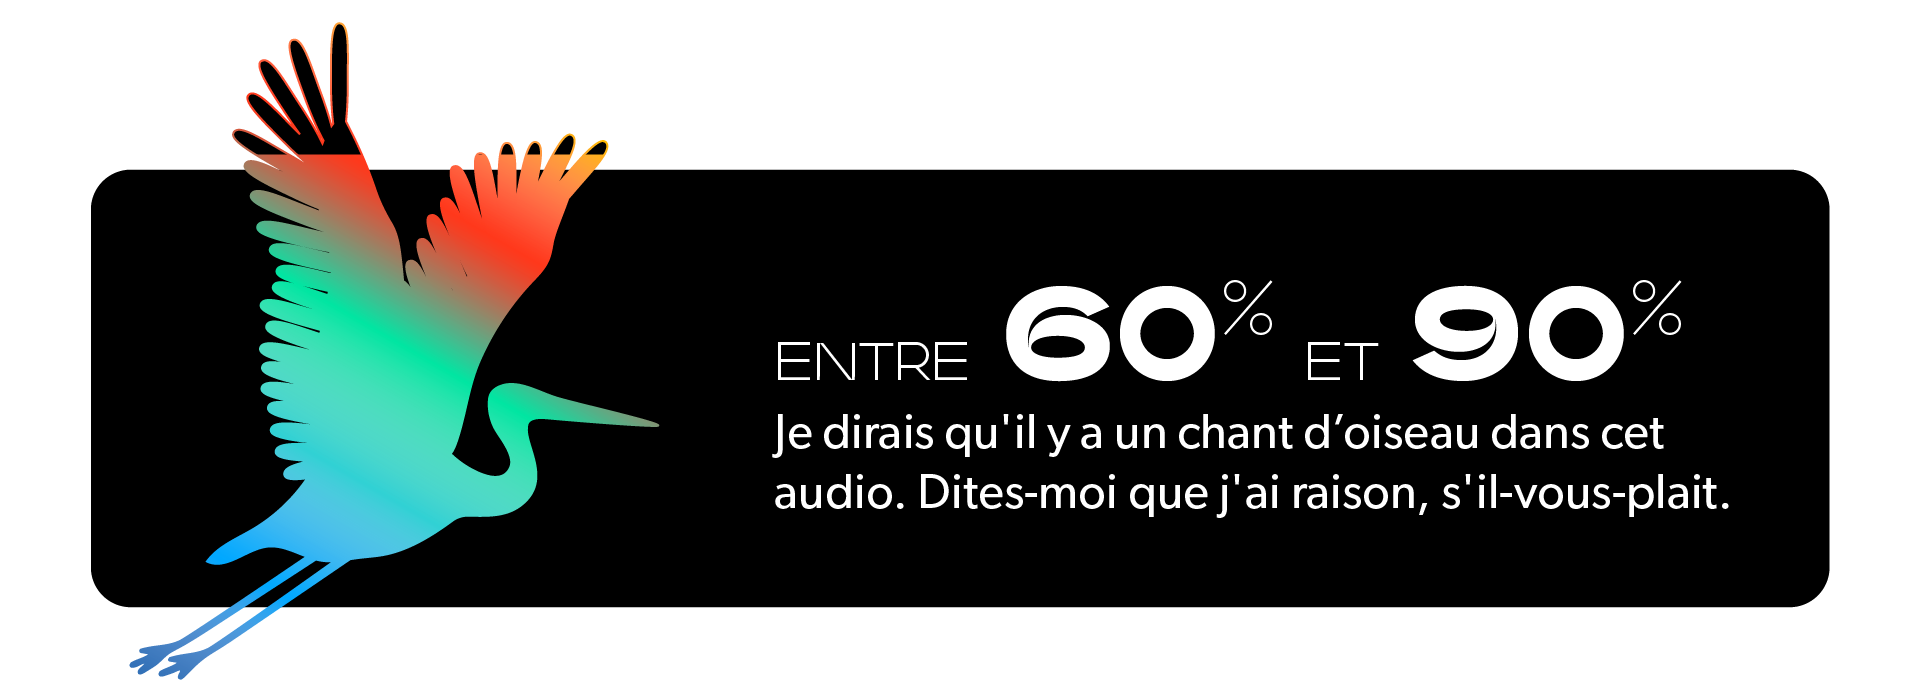 ENTRE 60% ET 90%
Je dirais qu'il y a un chant d’oiseau dans cet
audio. Dites-moi que j'ai raison, s'il-vous-plait.